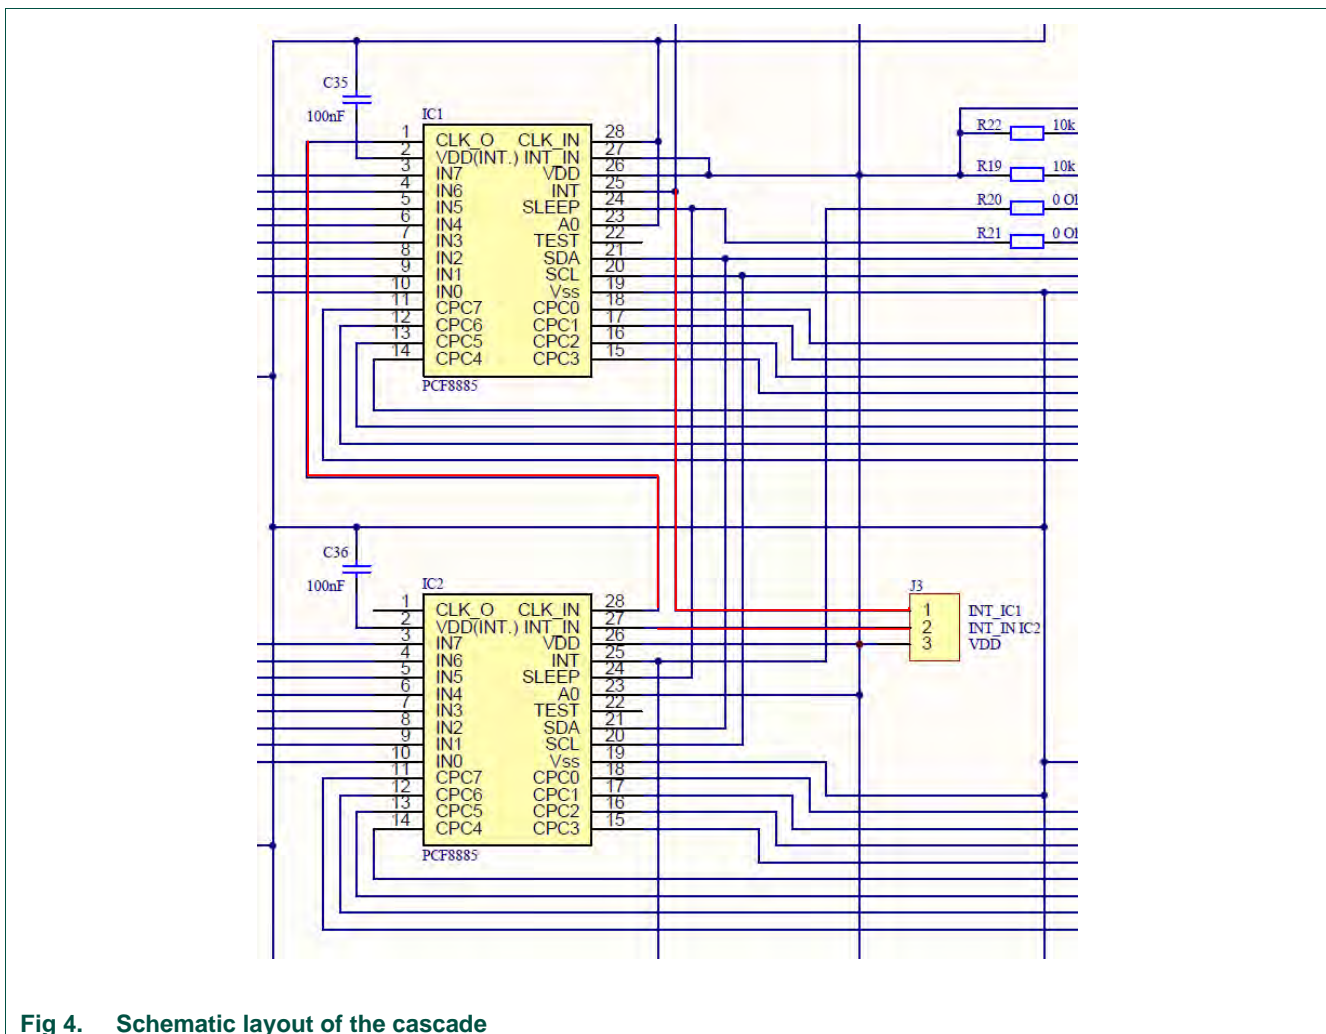 C35
100nF
IC1
1 CLK_O CLK_IN 28
2 VDD(INT.) INT_IN 27
3 IN7 VDD 26
4 IN6 INT 25
5 IN5 SLEEP 24
6 IN4 A0 23
7 IN3 TEST 22
8 IN2 SDA 21
9 IN1 SCL 20
10 IN0 Vss 19
11 CPC7 CPC0 18
12 CPC6 CPC1 17
13 CPC5 CPC2 16
14 CPC4 CPC3 15
PCF8885
R22 10k
R19 10k
R20 0
R21 0
C36
100nF
IC2
1 CLK_O CLK_IN 28
2 VDD(INT.) INT_IN 27
3 IN7 VDD 26
4 IN6 INT 25
5 IN5 SLEEP 24
6 IN4 A0 23
7 IN3 TEST 22
8 IN2 SDA 21
9 IN1 SCL 20
10 IN0 Vss 19
11 CPC7 CPC0 18
12 CPC6 CPC1 17
13 CPC5 CPC2 16
14 CPC4 CPC3 15
PCF8885
J3
1 INT_IC1
2 INT_IN IC2
3 VDD
Fig 4. Schematic layout of the cascade